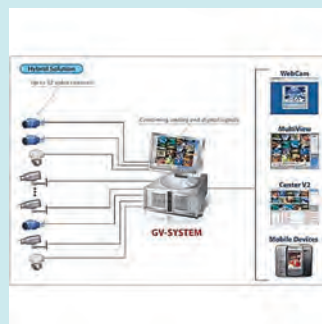 Hybrid Solution
Up to 32 video cameras
Combining analog and digital signals
WebCam
MultiView
GV-SYSTEM
Center V2
Mobile Devices